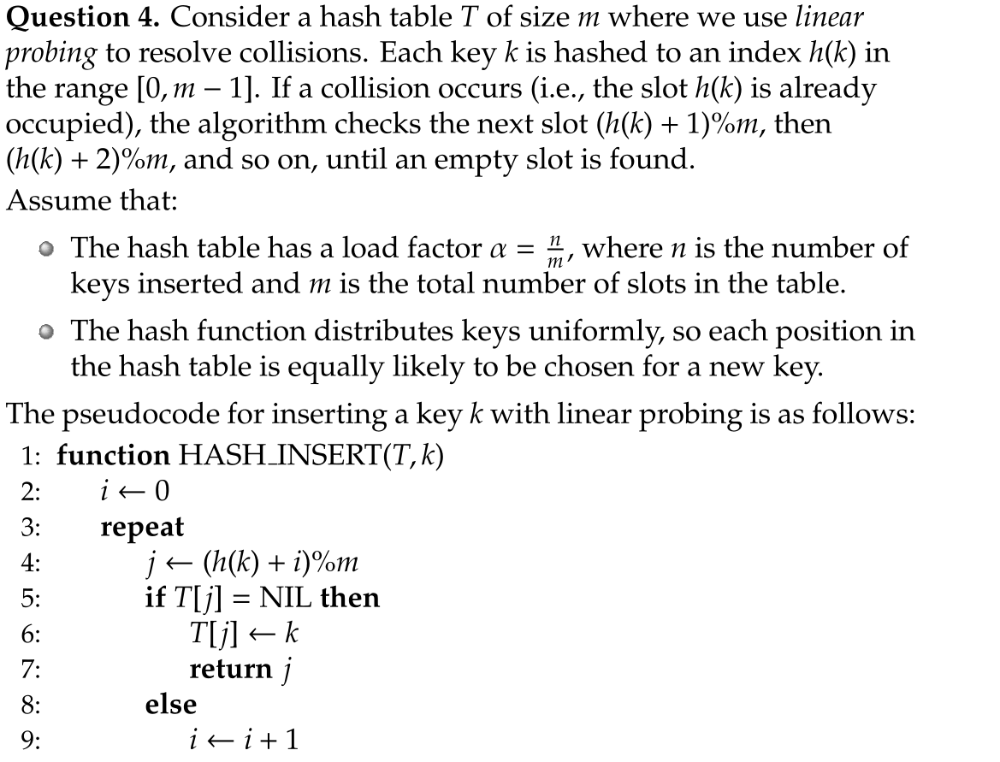 Question 4. Consider a hash table T of size m where we use linear
probing to resolve collisions. Each key k is hashed to an index h(k) in
the range [0, m − 1]. If a collision occurs (i.e., the slot h(k) is already
occupied), the algorithm checks the next slot (h(k) + 1)%m, then
(h(k) + 2)%m, and so on, until an empty slot is found.
Assume that:
The hash table has a load factor α = n/m, where n is the number of
keys inserted and m is the total number of slots in the table.
The hash function distributes keys uniformly, so each position in
the hash table is equally likely to be chosen for a new key.
The pseudocode for inserting a key k with linear probing is as follows:
1: function HASH_INSERT(T, k)
2: i ← 0
3: repeat
4: j ← (h(k) + i)%m
5: if T[j] = NIL then
6: T[j] ← k
7: return j
8: else
9: i ← i + 1